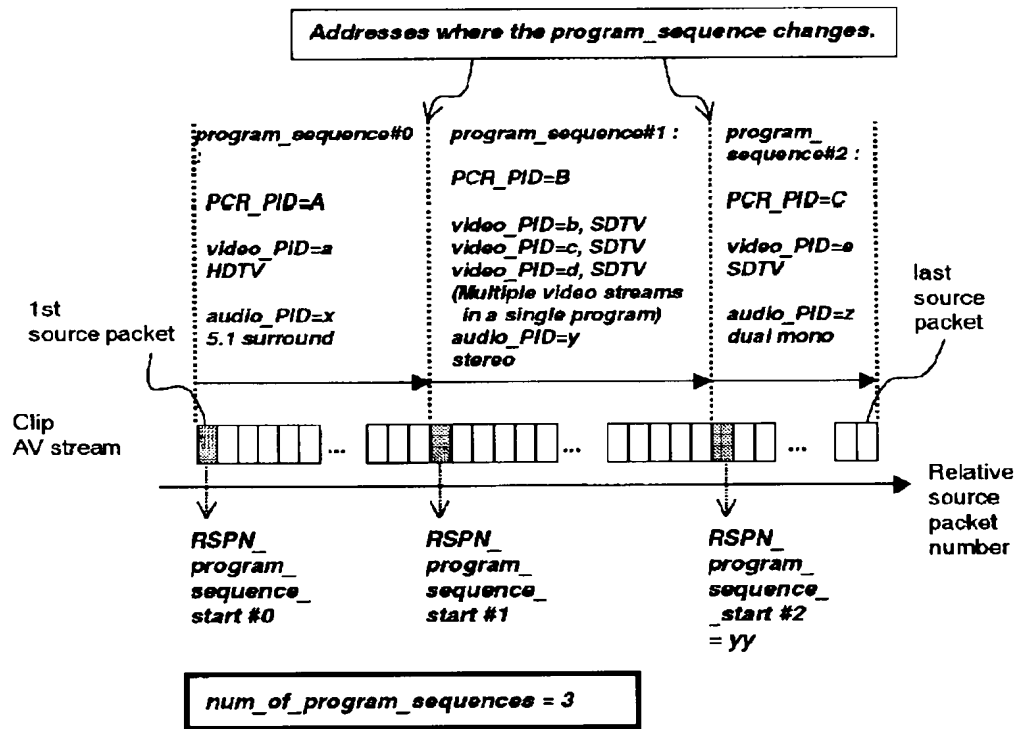 Addresses where the program_sequence changes.
program_sequence#0
:
PCR_PID=A
video_PID=a
HDTV
audio_PID=x
5.1 surround
program_sequence#1 :
PCR_PID=B
video_PID=b, SDTV
video_PID=c, SDTV
video_PID=d, SDTV
(Multiple video streams
in a single program)
audio_PID=y
stereo
program_
sequence#2 :
PCR_PID=C
video_PID=e
SDTV
audio_PID=z
dual mono
1st
source packet
last
source
packet
Clip
AV stream
...
...
...
Relative
source
packet
number
RSPN_
program_
sequence_
start #0
RSPN_
program_
sequence_
start #1
RSPN_
program_
sequence_
_start #2
= yy
num_of_program_sequences = 3